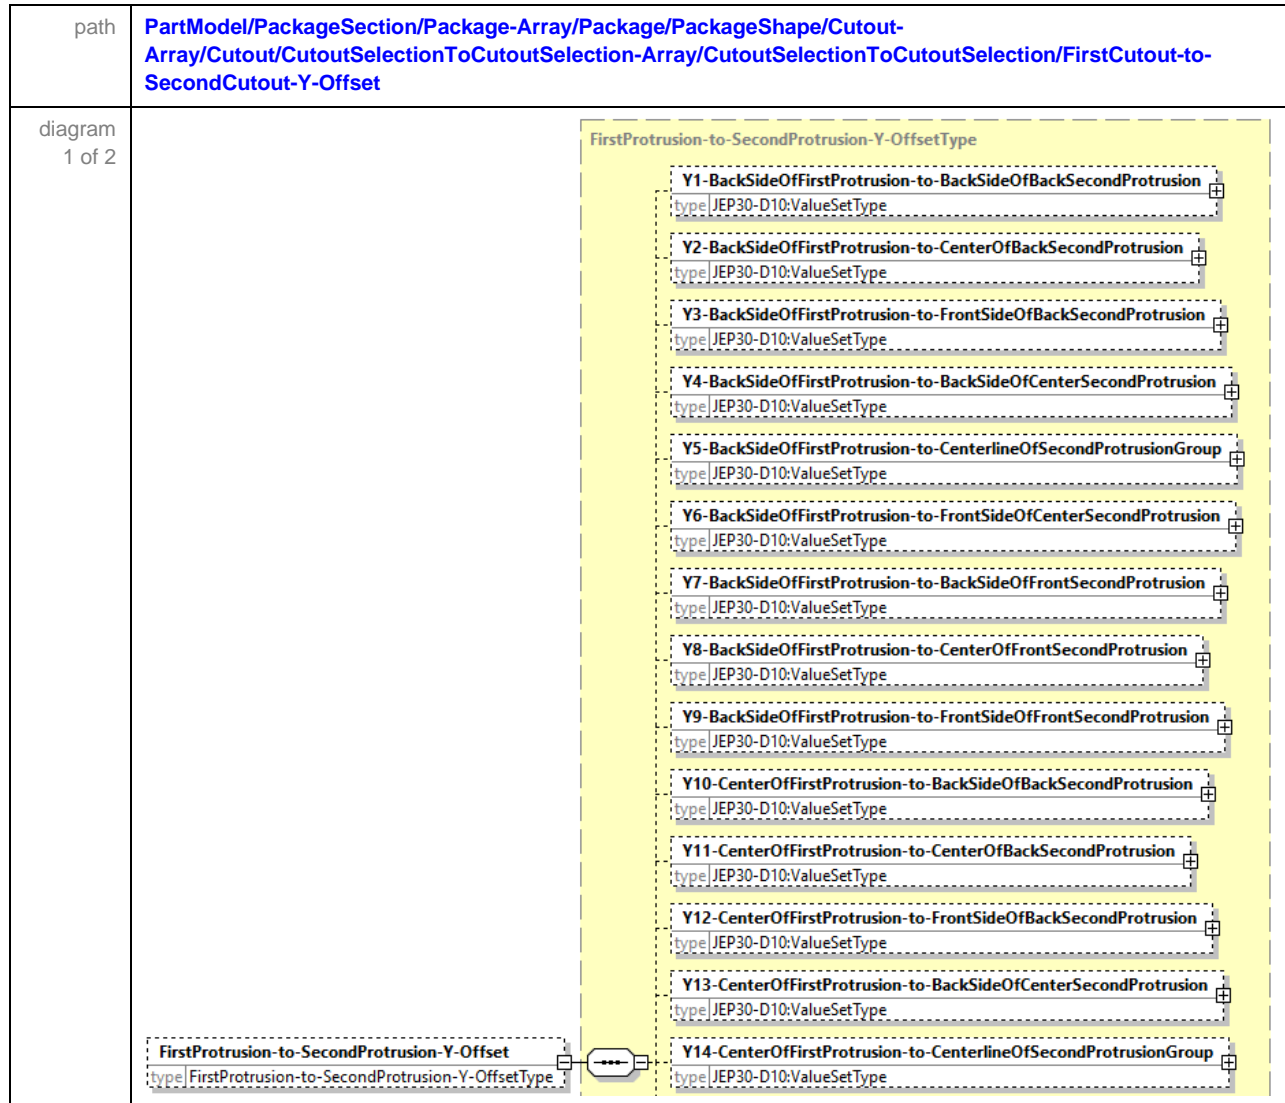 path
PartModel/PackageSection/Package-Array/Package/PackageShape/Cutout-
Array/Cutout/CutoutSelectionToCutoutSelection-Array/CutoutSelectionToCutoutSelection/FirstCutout-to-
SecondCutout-Y-Offset
diagram
1 of 2
FirstProtrusion-to-SecondProtrusion-Y-OffsetType
Y1-BackSideOfFirstProtrusion-to-BackSideOfBackSecondProtrusion
type JEP30-D10:ValueSetType
Y2-BackSideOfFirstProtrusion-to-CenterOfBackSecondProtrusion
type JEP30-D10:ValueSetType
Y3-BackSideOfFirstProtrusion-to-FrontSideOfBackSecondProtrusion
type JEP30-D10:ValueSetType
Y4-BackSideOfFirstProtrusion-to-BackSideOfCenterSecondProtrusion
type JEP30-D10:ValueSetType
Y5-BackSideOfFirstProtrusion-to-CenterlineOfSecondProtrusionGroup
type JEP30-D10:ValueSetType
Y6-BackSideOfFirstProtrusion-to-FrontSideOfCenterSecondProtrusion
type JEP30-D10:ValueSetType
Y7-BackSideOfFirstProtrusion-to-BackSideOfFrontSecondProtrusion
type JEP30-D10:ValueSetType
Y8-BackSideOfFirstProtrusion-to-CenterOfFrontSecondProtrusion
type JEP30-D10:ValueSetType
Y9-BackSideOfFirstProtrusion-to-FrontSideOfFrontSecondProtrusion
type JEP30-D10:ValueSetType
Y10-CenterOfFirstProtrusion-to-BackSideOfBackSecondProtrusion
type JEP30-D10:ValueSetType
Y11-CenterOfFirstProtrusion-to-CenterOfBackSecondProtrusion
type JEP30-D10:ValueSetType
Y12-CenterOfFirstProtrusion-to-FrontSideOfBackSecondProtrusion
type JEP30-D10:ValueSetType
Y13-CenterOfFirstProtrusion-to-BackSideOfCenterSecondProtrusion
type JEP30-D10:ValueSetType
FirstProtrusion-to-SecondProtrusion-Y-Offset
type FirstProtrusion-to-SecondProtrusion-Y-OffsetType
Y14-CenterOfFirstProtrusion-to-CenterlineOfSecondProtrusionGroup
type JEP30-D10:ValueSetType